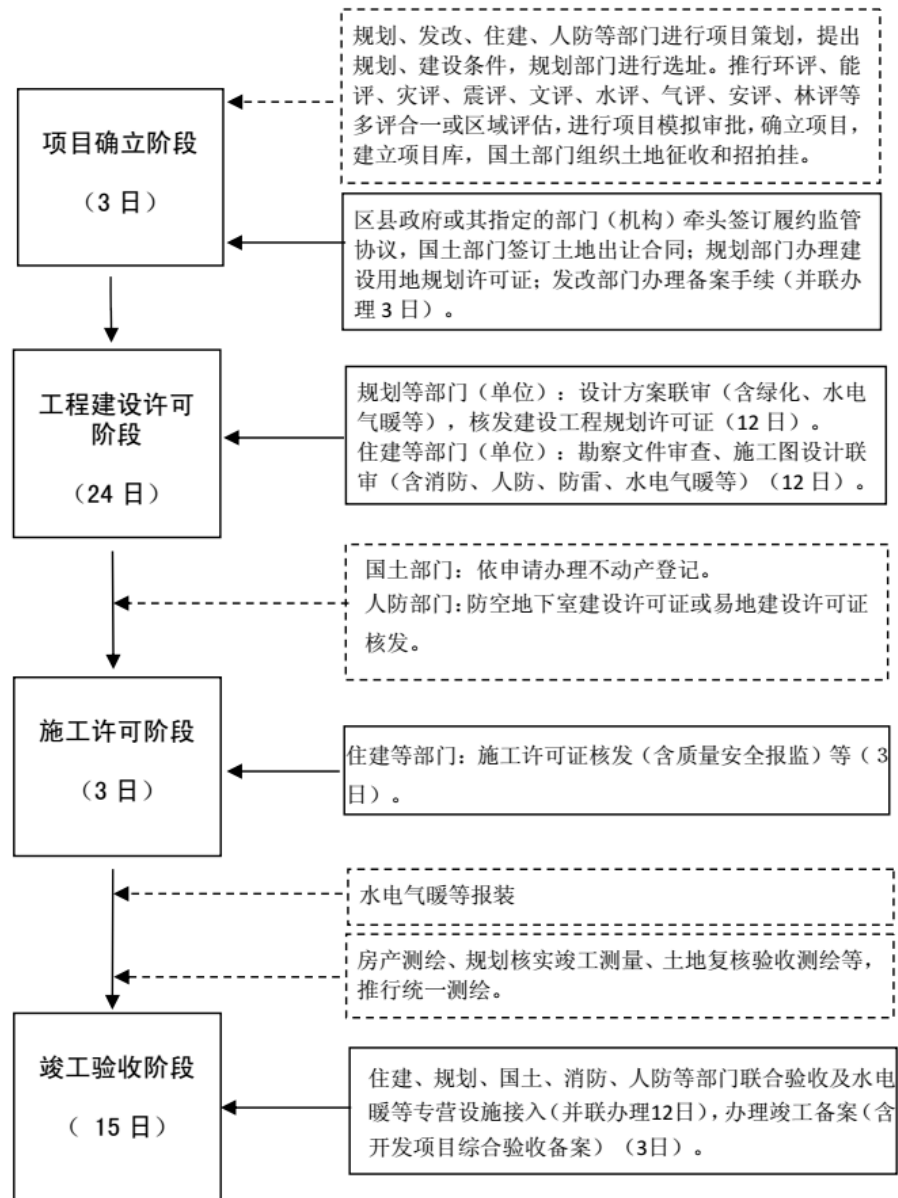 规划、发改、住建、人防等部门进行项目策划，提出
规划、建设条件，规划部门进行选址。推行环评、能
评、灾评、震评、文评、水评、气评、安评、林评等
多评合一或区域评估，进行项目模拟审批，确立项目，
建立项目库，国土部门组织土地征收和招拍挂。
项目确立阶段
（3 日）
区县政府或其指定的部门（机构）牵头签订履约监管
协议，国土部门签订土地出让合同；规划部门办理建
设用地规划许可证；发改部门办理备案手续（并联办
理 3 日）。
工程建设许可
阶段
（24 日）
规划等部门（单位）：设计方案联审（含绿化、水电
气暖等），核发建设工程规划许可证（12 日）。
住建等部门（单位）：勘察文件审查、施工图设计联
审（含消防、人防、防雷、水电气暖等）（12 日）。
国土部门：依申请办理不动产登记。
人防部门：防空地下室建设许可证或易地建设许可证
核发。
施工许可阶段
（3 日）
住建等部门：施工许可证核发（含质量安全报监）等（ 3
日）。
水电气暖等报装
房产测绘、规划核实竣工测量、土地复核验收测绘等，
推行统一测绘。
竣工验收阶段
（ 15 日）
住建、规划、国土、消防、人防等部门联合验收及水电
暖等专营设施接入（并联办理12日），办理竣工备案（含
开发项目综合验收备案）（3日）。